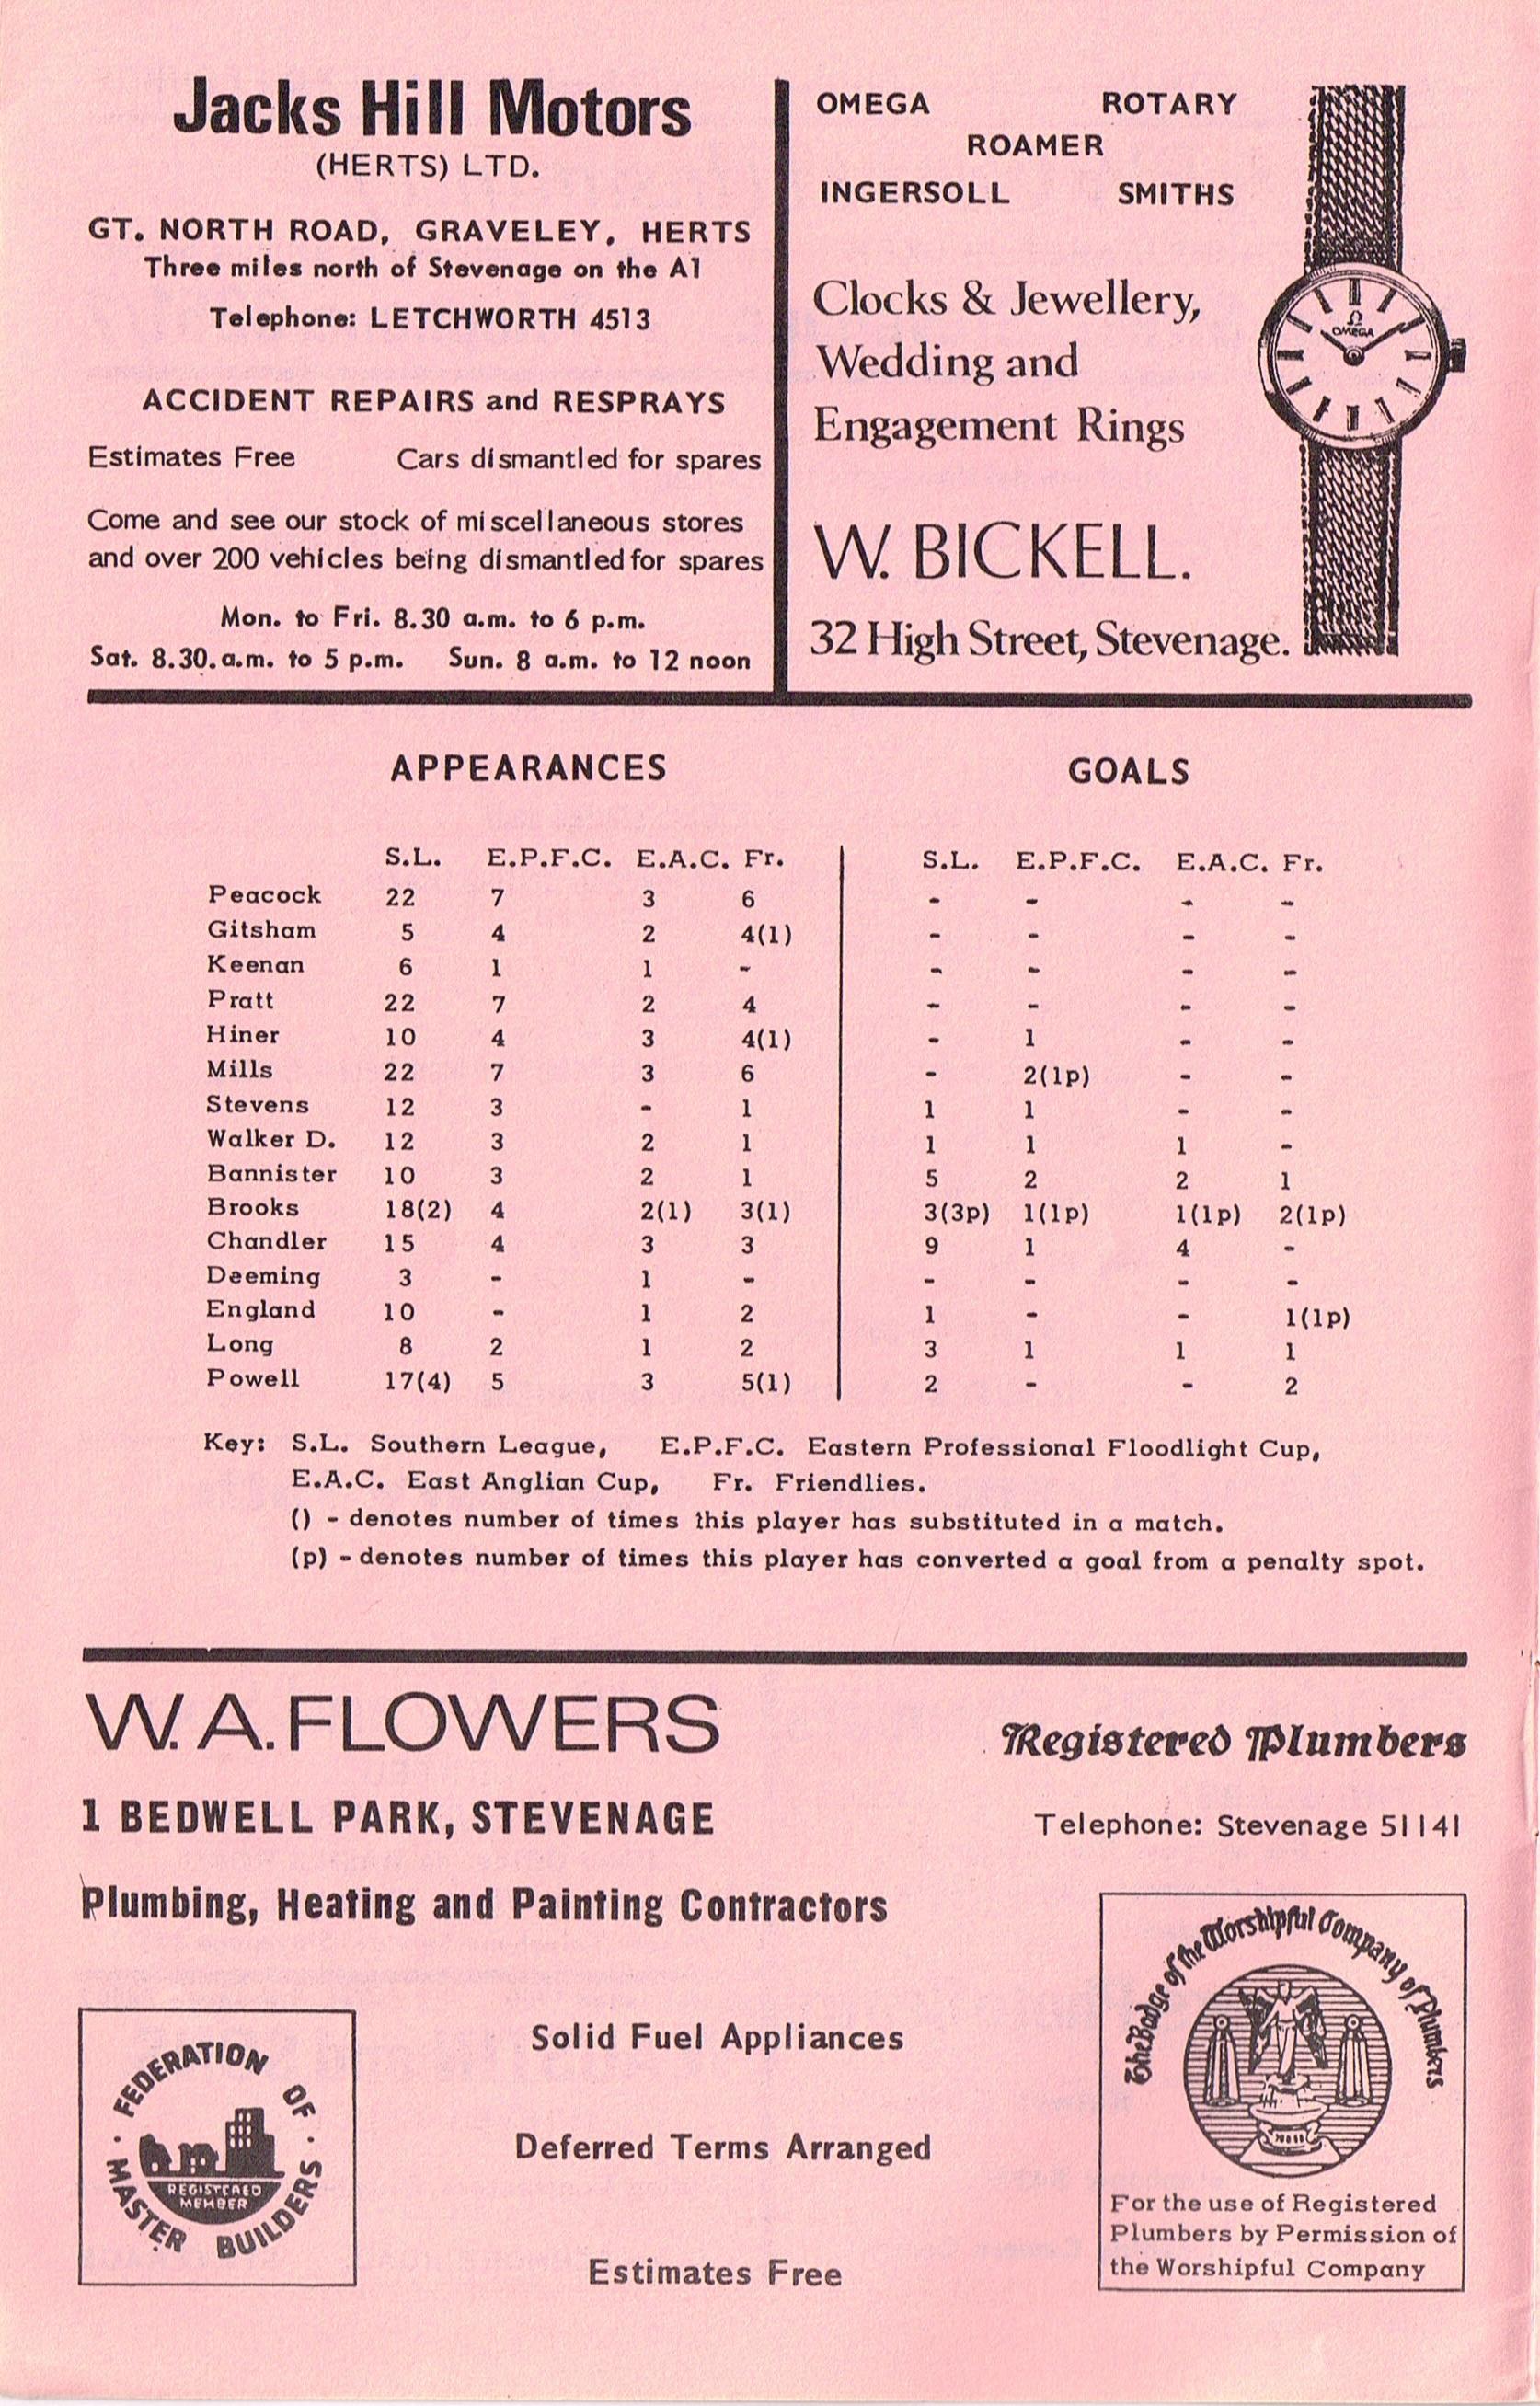 Jacks Hill Motors
(HERTS) LTD.
GT. NORTH ROAD, GRAVELEY, HERTS
Three miles north of Stevenage on the A1
Telephone: LETCHWORTH 4513
ACCIDENT REPAIRS and RESPRAYS
Estimates Free Cars dismantled for spares
Come and see our stock of miscellaneous stores
and over 200 vehicles being dismantled for spares
Mon. to Fri. 8.30 a.m. to 6 p.m.
Sat. 8.30. a.m. to 5 p.m. Sun. 8 a.m. to 12 noon
OMEGA ROTARY
ROAMER
INGERSOLL SMITHS
Clocks & Jewellery,
Wedding and
Engagement Rings
W. BICKELL.
32 High Street, Stevenage.
Ω
OMEGA
APPEARANCES GOALS
S.L. E.P.F.C. E.A.C. Fr. S.L. E.P.F.C. E.A.C. Fr.
Peacock 22 7 3 6 - - - -
Gitsham 5 4 2 4(1) - - - -
Keenan 6 1 1 - - - - -
Pratt 22 7 2 4 - - - -
Hiner 10 4 3 4(1) - 1 - -
Mills 22 7 3 6 - 2(1p) - -
Stevens 12 3 - 1 1 1 - -
Walker D. 12 3 2 1 1 1 1 -
Bannister 10 3 2 1 5 2 2 1
Brooks 18(2) 4 2(1) 3(1) 3(3p) 1(1p) 1(1p) 2(1p)
Chandler 15 4 3 3 9 1 4 -
Deeming 3 - 1 - - - - -
England 10 - 1 2 1 - - 1(1p)
Long 8 2 1 2 3 1 1 1
Powell 17(4) 5 3 5(1) 2 - - 2
Key: S.L. Southern League, E.P.F.C. Eastern Professional Floodlight Cup,
E.A.C. East Anglian Cup, Fr. Friendlies.
() - denotes number of times this player has substituted in a match.
(p) - denotes number of times this player has converted a goal from a penalty spot.
W. A. FLOWERS
Registered Plumbers
1 BEDWELL PARK, STEVENAGE
Telephone: Stevenage 51141
Plumbing, Heating and Painting Contractors
FEDERATION OF
MASTER BUILDERS
REGISTERED
MEMBER
Solid Fuel Appliances
Deferred Terms Arranged
Estimates Free
The Badge of the Worshipful Company of Plumbers
For the use of Registered
Plumbers by Permission of
the Worshipful Company